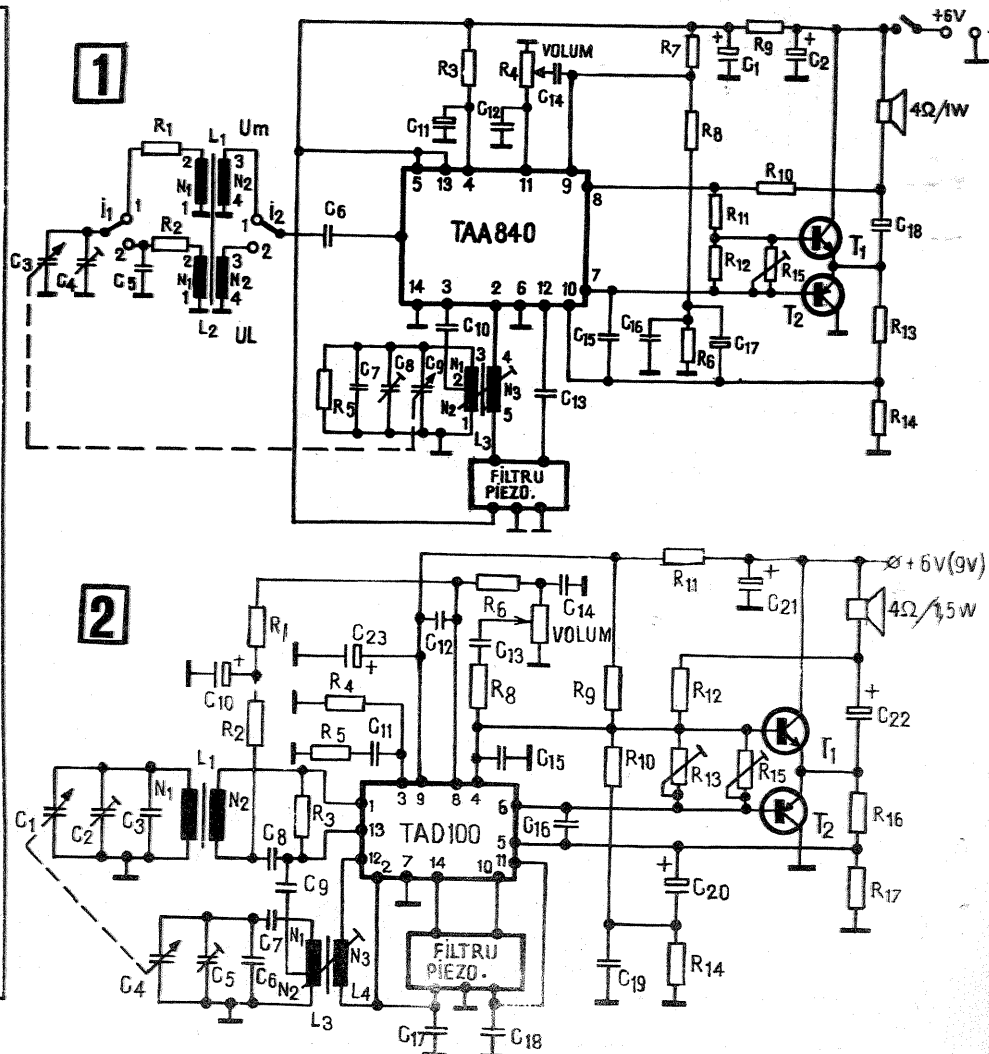 1
+6V
R3
R4
VOLUM
C14
R7
C1
R9
C2
R1
L1
Um
C11
C12
R8
4Ω/1W
2
3
N1
N2
1
4
5
13
4
11
9
R10
8
i1
1
i2
1
C6
TAA840
R11
C18
T1
2
R2
2
3
2
R12
R15
C3
C4
C5
N1
N2
1
4
7
T2
L2
UL
14
3
2
6
12
10
C10
C15
C16
R6
C17
R13
R5
C7
C8
C9
N1
3
4
2
N2
N3
1
5
C13
L3
R14
FILTRU
PIEZO.
2
+6V(9V)
R11
C21
4Ω/1,5W
R1
R6
C14
C12
VOLUM
C23
C13
C10
R4
R8
R9
R12
C22
R2
R5
C11
C15
R10
R13
R15
T1
L1
N1
N2
R3
1
3
9
8
4
6
C1
C2
C3
13
TAD100
C16
5
T2
R16
C8
12
2
7
14
10
11
C9
C20
R17
C7
N1
N3
FILTRU
PIEZO.
C4
C5
C6
N2
L4
C19
R14
L3
C17
C18